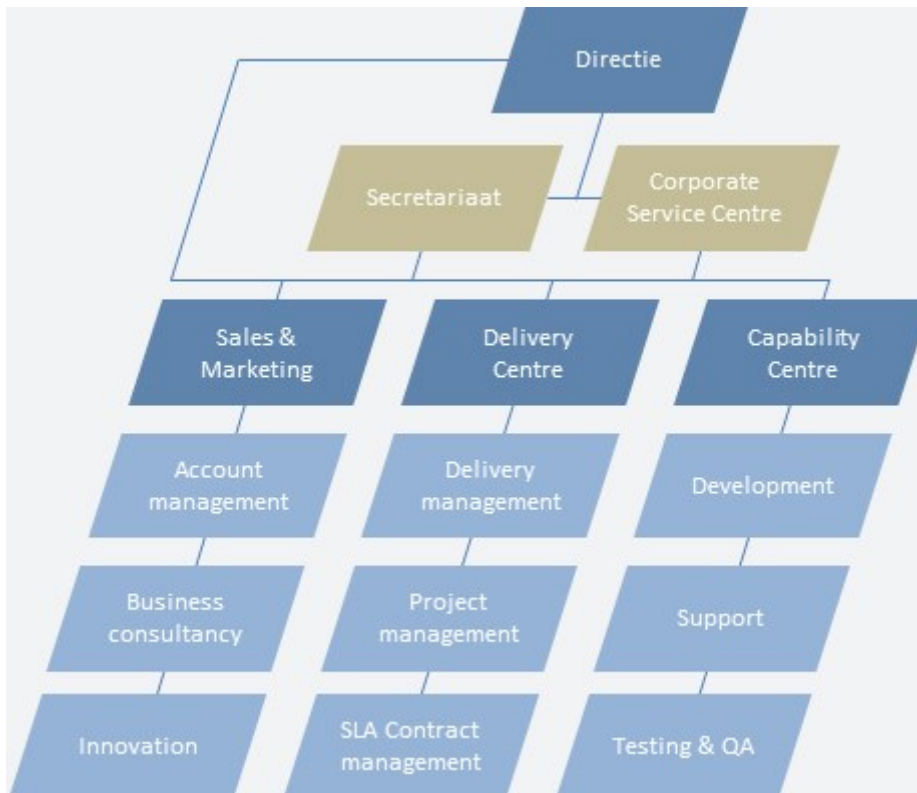 Directie
Secretariaat
Corporate
Service Centre
Sales &
Marketing
Delivery
Centre
Capability
Centre
Account
management
Delivery
management
Development
Business
consultancy
Project
management
Support
Innovation
SLA Contract
management
Testing & QA